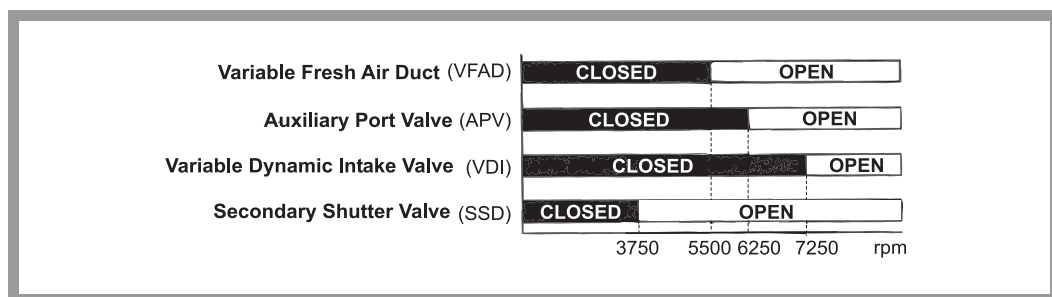 Variable Fresh Air Duct (VFAD) CLOSED OPEN
Auxiliary Port Valve (APV) CLOSED OPEN
Variable Dynamic Intake Valve (VDI) CLOSED OPEN
Secondary Shutter Valve (SSD) CLOSED OPEN
3750 5500 6250 7250 rpm